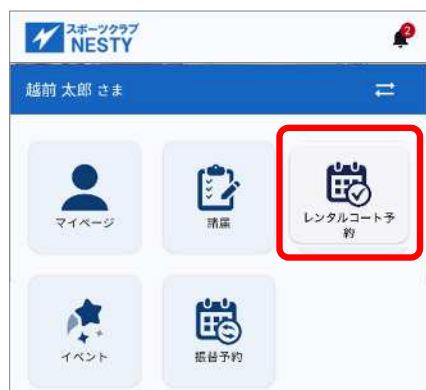 スポーツクラブ
NESTY
2
越前 太郎 さま
マイページ
諸届
レンタルコート予
約
イベント
振替予約